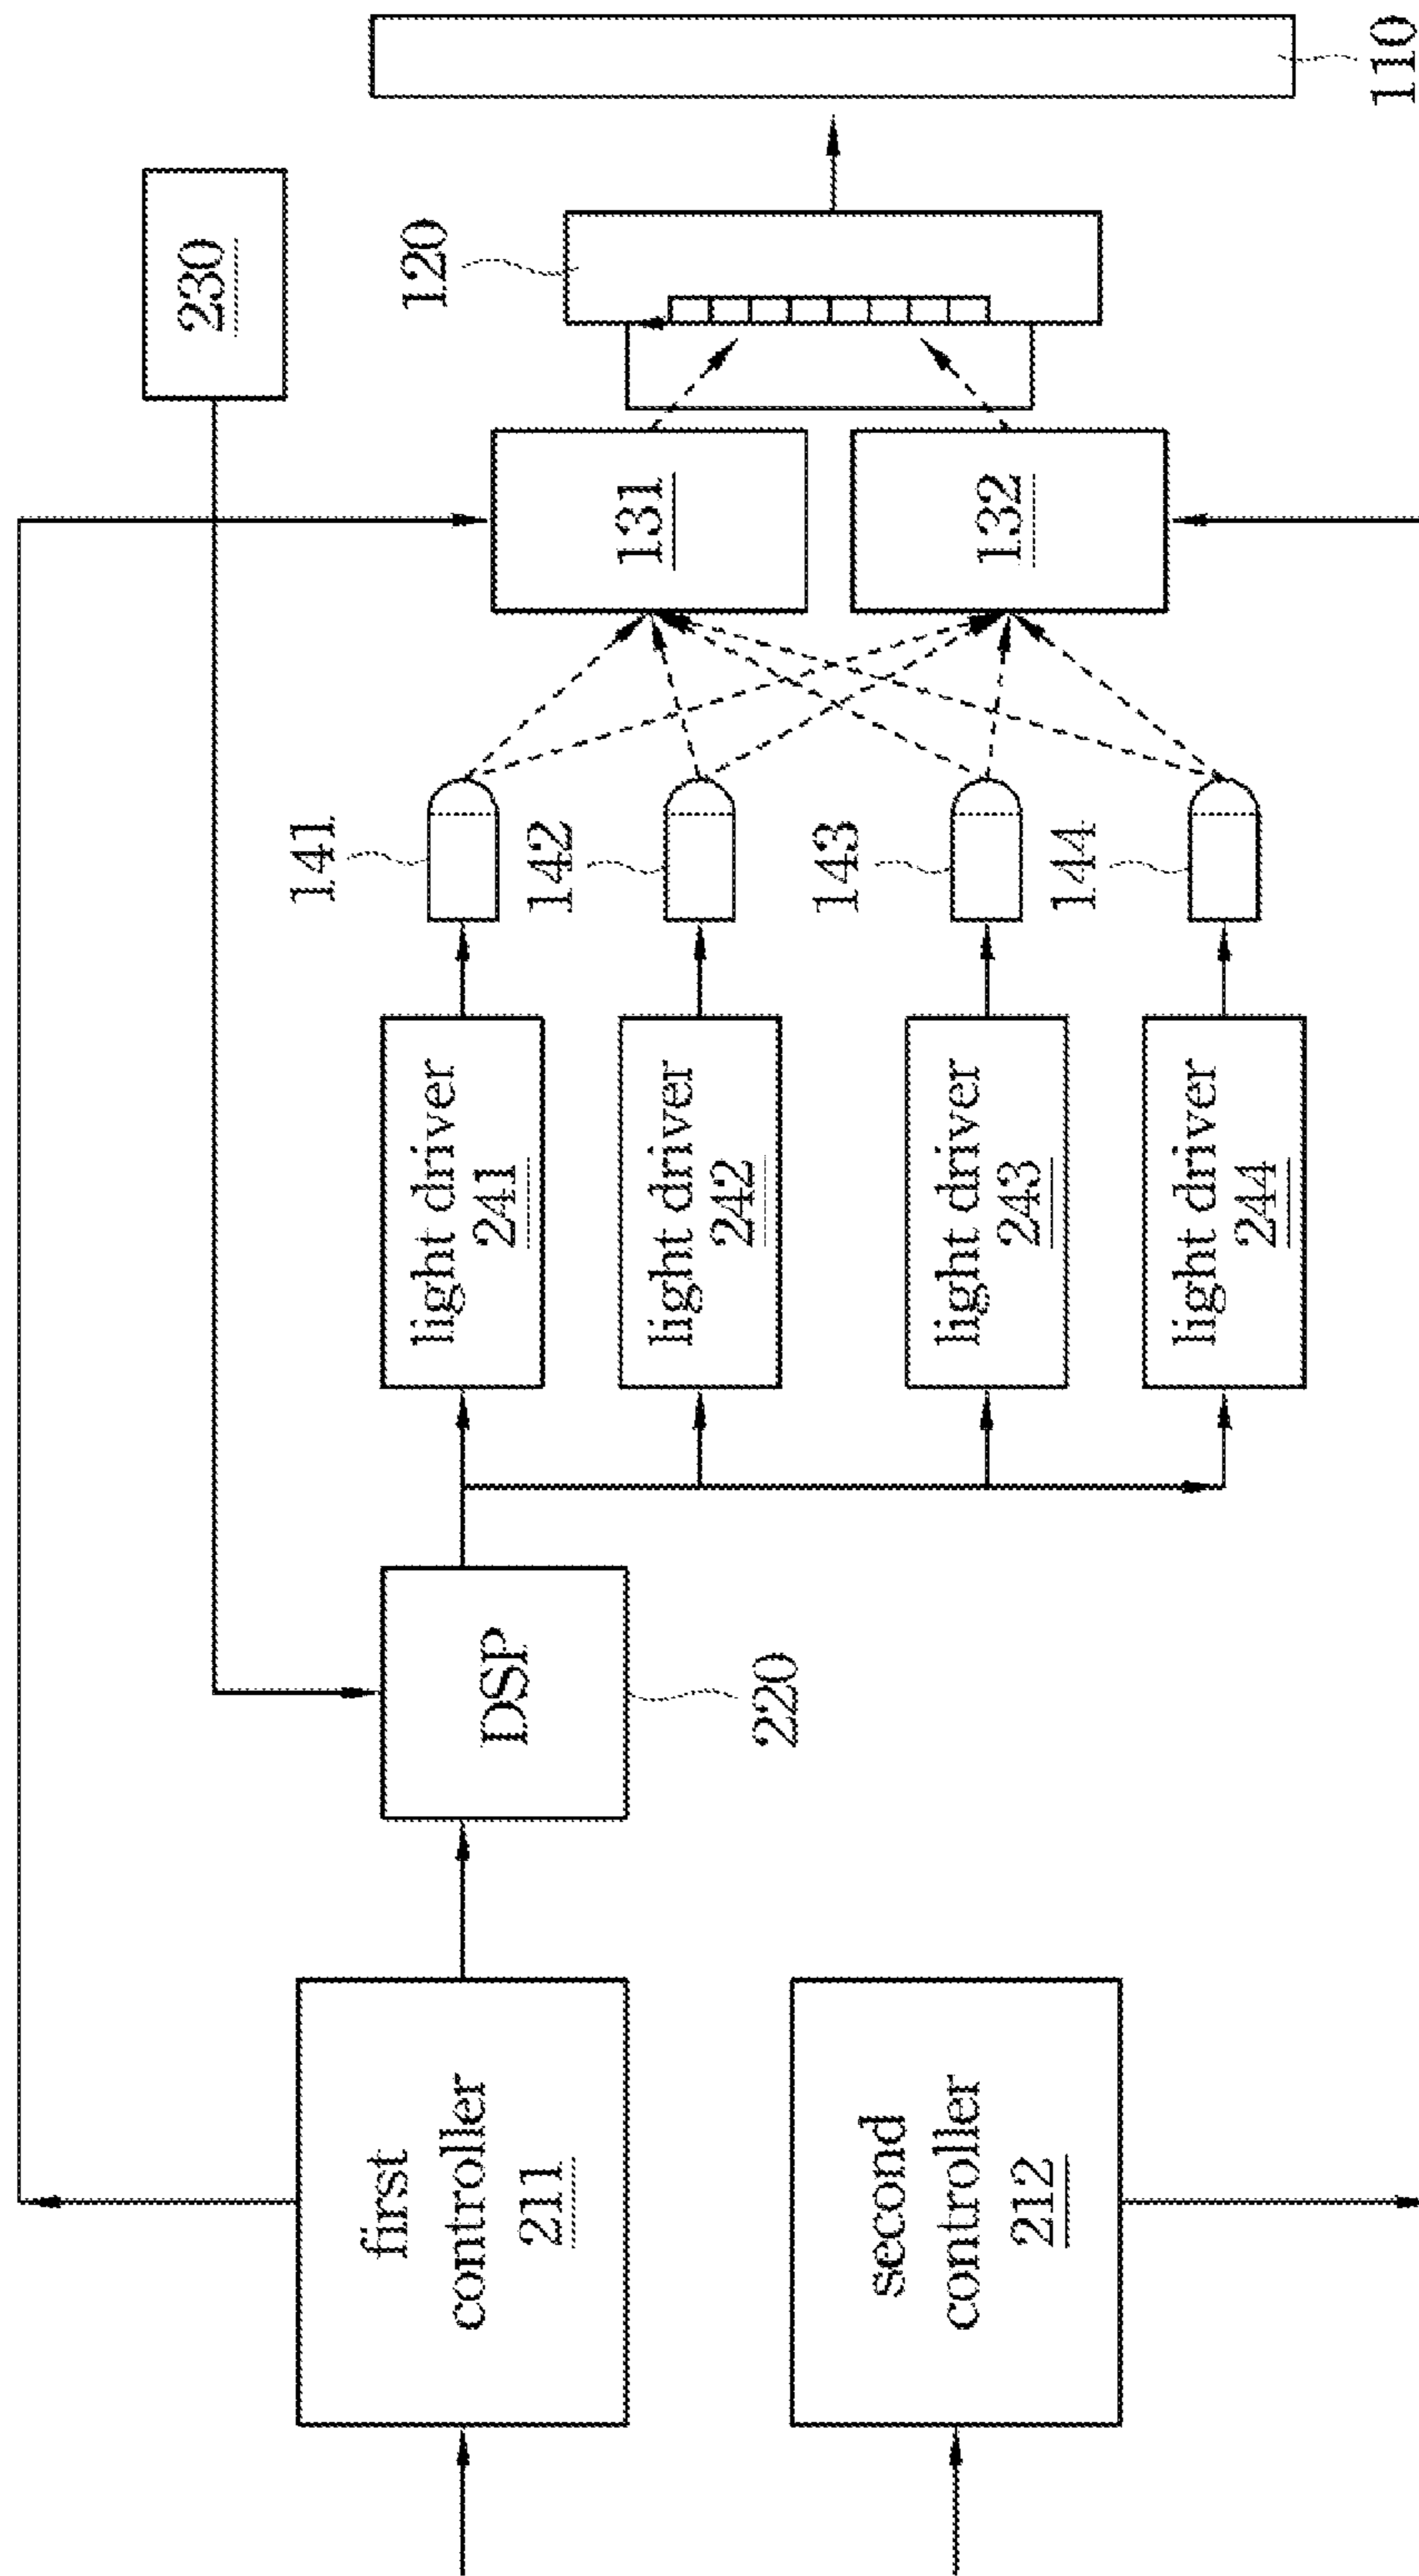 first
controller
211
second
controller
212
DSP
220
light driver
241
light driver
242
light driver
243
light driver
244
141
142
143
144
131
132
230
120
110